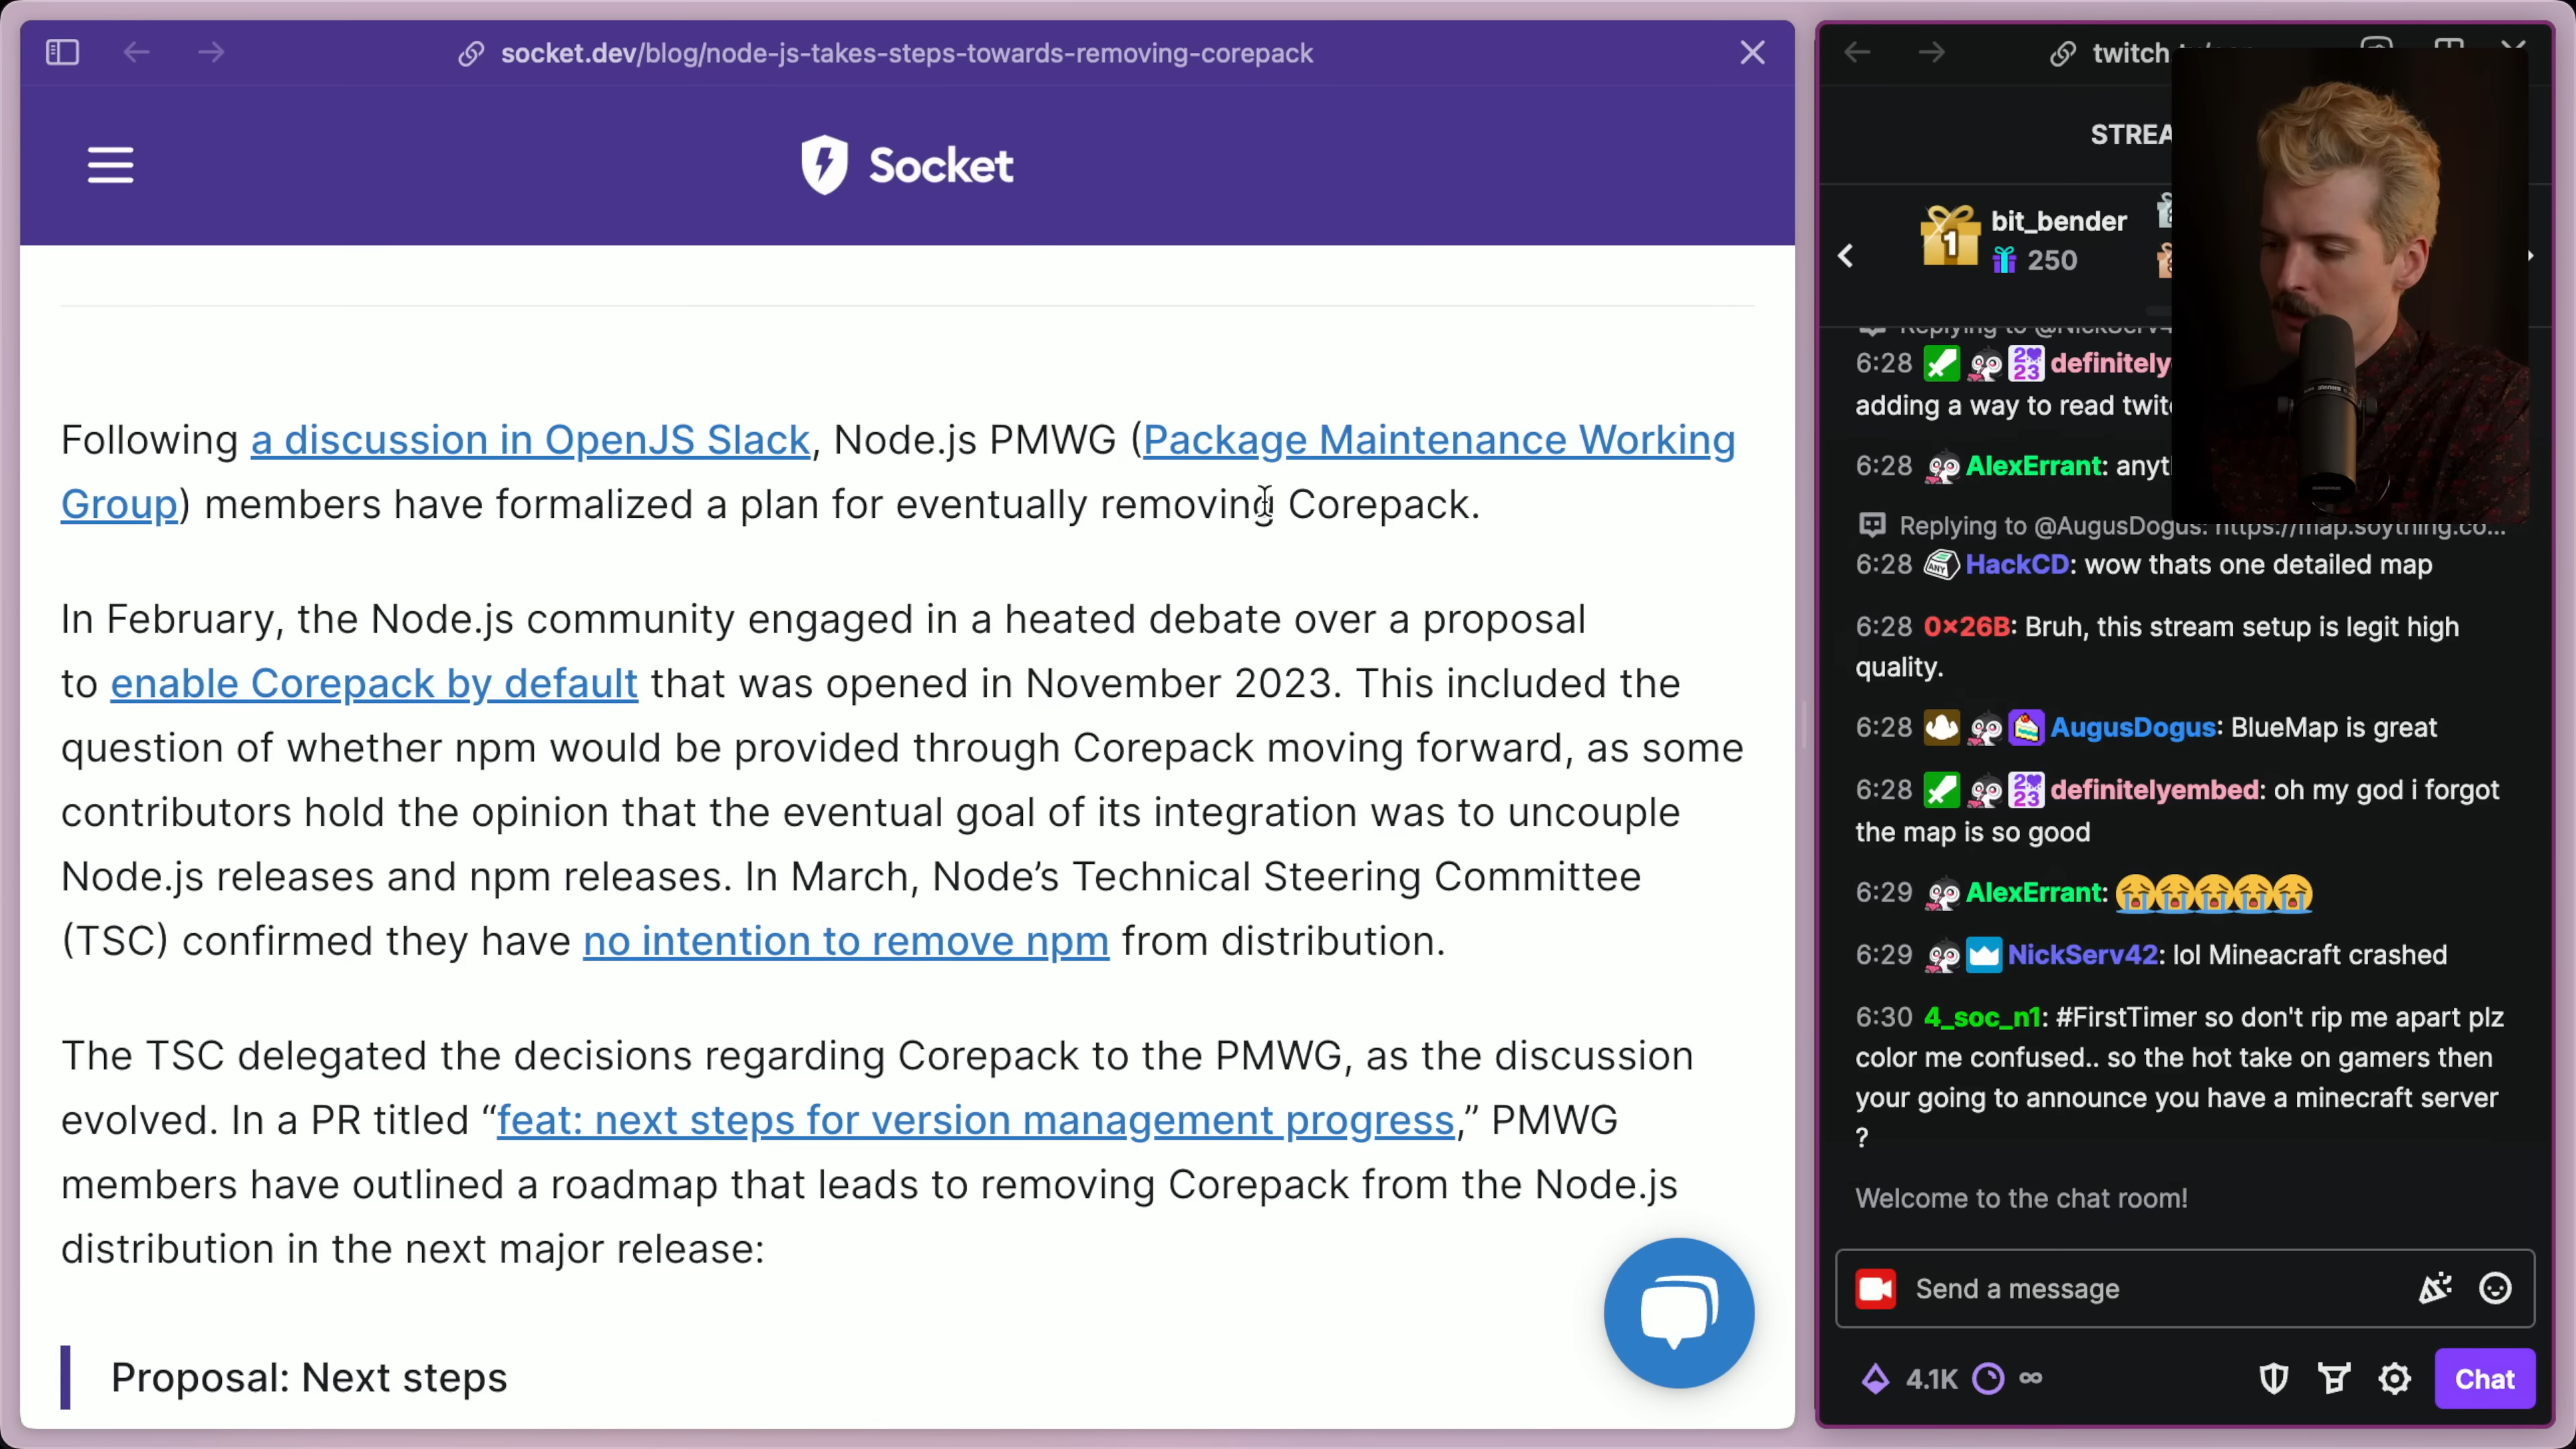 socket.dev/blog/node-js-takes-steps-towards-removing-corepack
Socket
Following a discussion in OpenJS Slack, Node.js PMWG (Package Maintenance Working
Group) members have formalized a plan for eventually removing Corepack.
In February, the Node.js community engaged in a heated debate over a proposal
to enable Corepack by default that was opened in November 2023. This included the
question of whether npm would be provided through Corepack moving forward, as some
contributors hold the opinion that the eventual goal of its integration was to uncouple
Node.js releases and npm releases. In March, Node’s Technical Steering Committee
(TSC) confirmed they have no intention to remove npm from distribution.
The TSC delegated the decisions regarding Corepack to the PMWG, as the discussion
evolved. In a PR titled “feat: next steps for version management progress,” PMWG
members have outlined a roadmap that leads to removing Corepack from the Node.js
distribution in the next major release:
Proposal: Next steps
twitch
STREA
1
bit_bender
250
6:28 definitely
adding a way to read
6:28 AlexErrant:
Replying to @AugusDogus: https://map.soything.co...
6:28 HackCD: wow thats one detailed map
6:28 0x26B: Bruh, this stream setup is legit high
quality.
6:28 AugusDogus: BlueMap is great
6:28 definitelyembed: oh my god i forgot
the map is so good
6:29 AlexErrant: 😭😭😭😭😭
6:29 NickServ42: lol Mineacraft crashed
6:30 4_soc_n1: #FirstTimer so don't rip me apart plz
color me confused.. so the hot take on gamers then
your going to announce you have a minecraft server
?
Welcome to the chat room!
Send a message
4.1K ∞
Chat